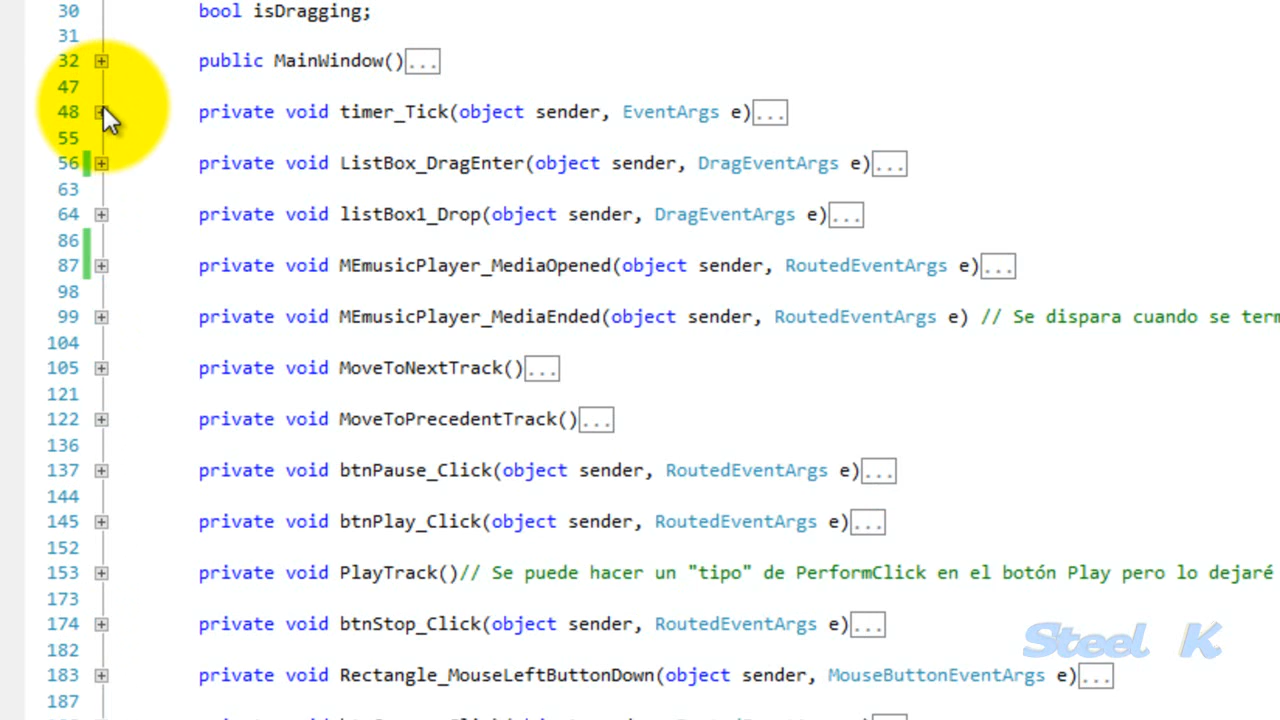 30 bool isDragging;
31
32 public MainWindow()...
47
48 private void timer_Tick(object sender, EventArgs e)...
55
56 private void ListBox_DragEnter(object sender, DragEventArgs e)...
63
64 private void listBox1_Drop(object sender, DragEventArgs e)...
86
87 private void MEmusicPlayer_MediaOpened(object sender, RoutedEventArgs e)...
98
99 private void MEmusicPlayer_MediaEnded(object sender, RoutedEventArgs e) // Se dispara cuando se term
104
105 private void MoveToNextTrack()...
121
122 private void MoveToPrecedentTrack()...
136
137 private void btnPause_Click(object sender, RoutedEventArgs e)...
144
145 private void btnPlay_Click(object sender, RoutedEventArgs e)...
152
153 private void PlayTrack()// Se puede hacer un "tipo" de PerformClick en el botón Play pero lo dejaré
173
174 private void btnStop_Click(object sender, RoutedEventArgs e)...
182
183 private void Rectangle_MouseLeftButtonDown(object sender, MouseButtonEventArgs e)...
187
Steel K